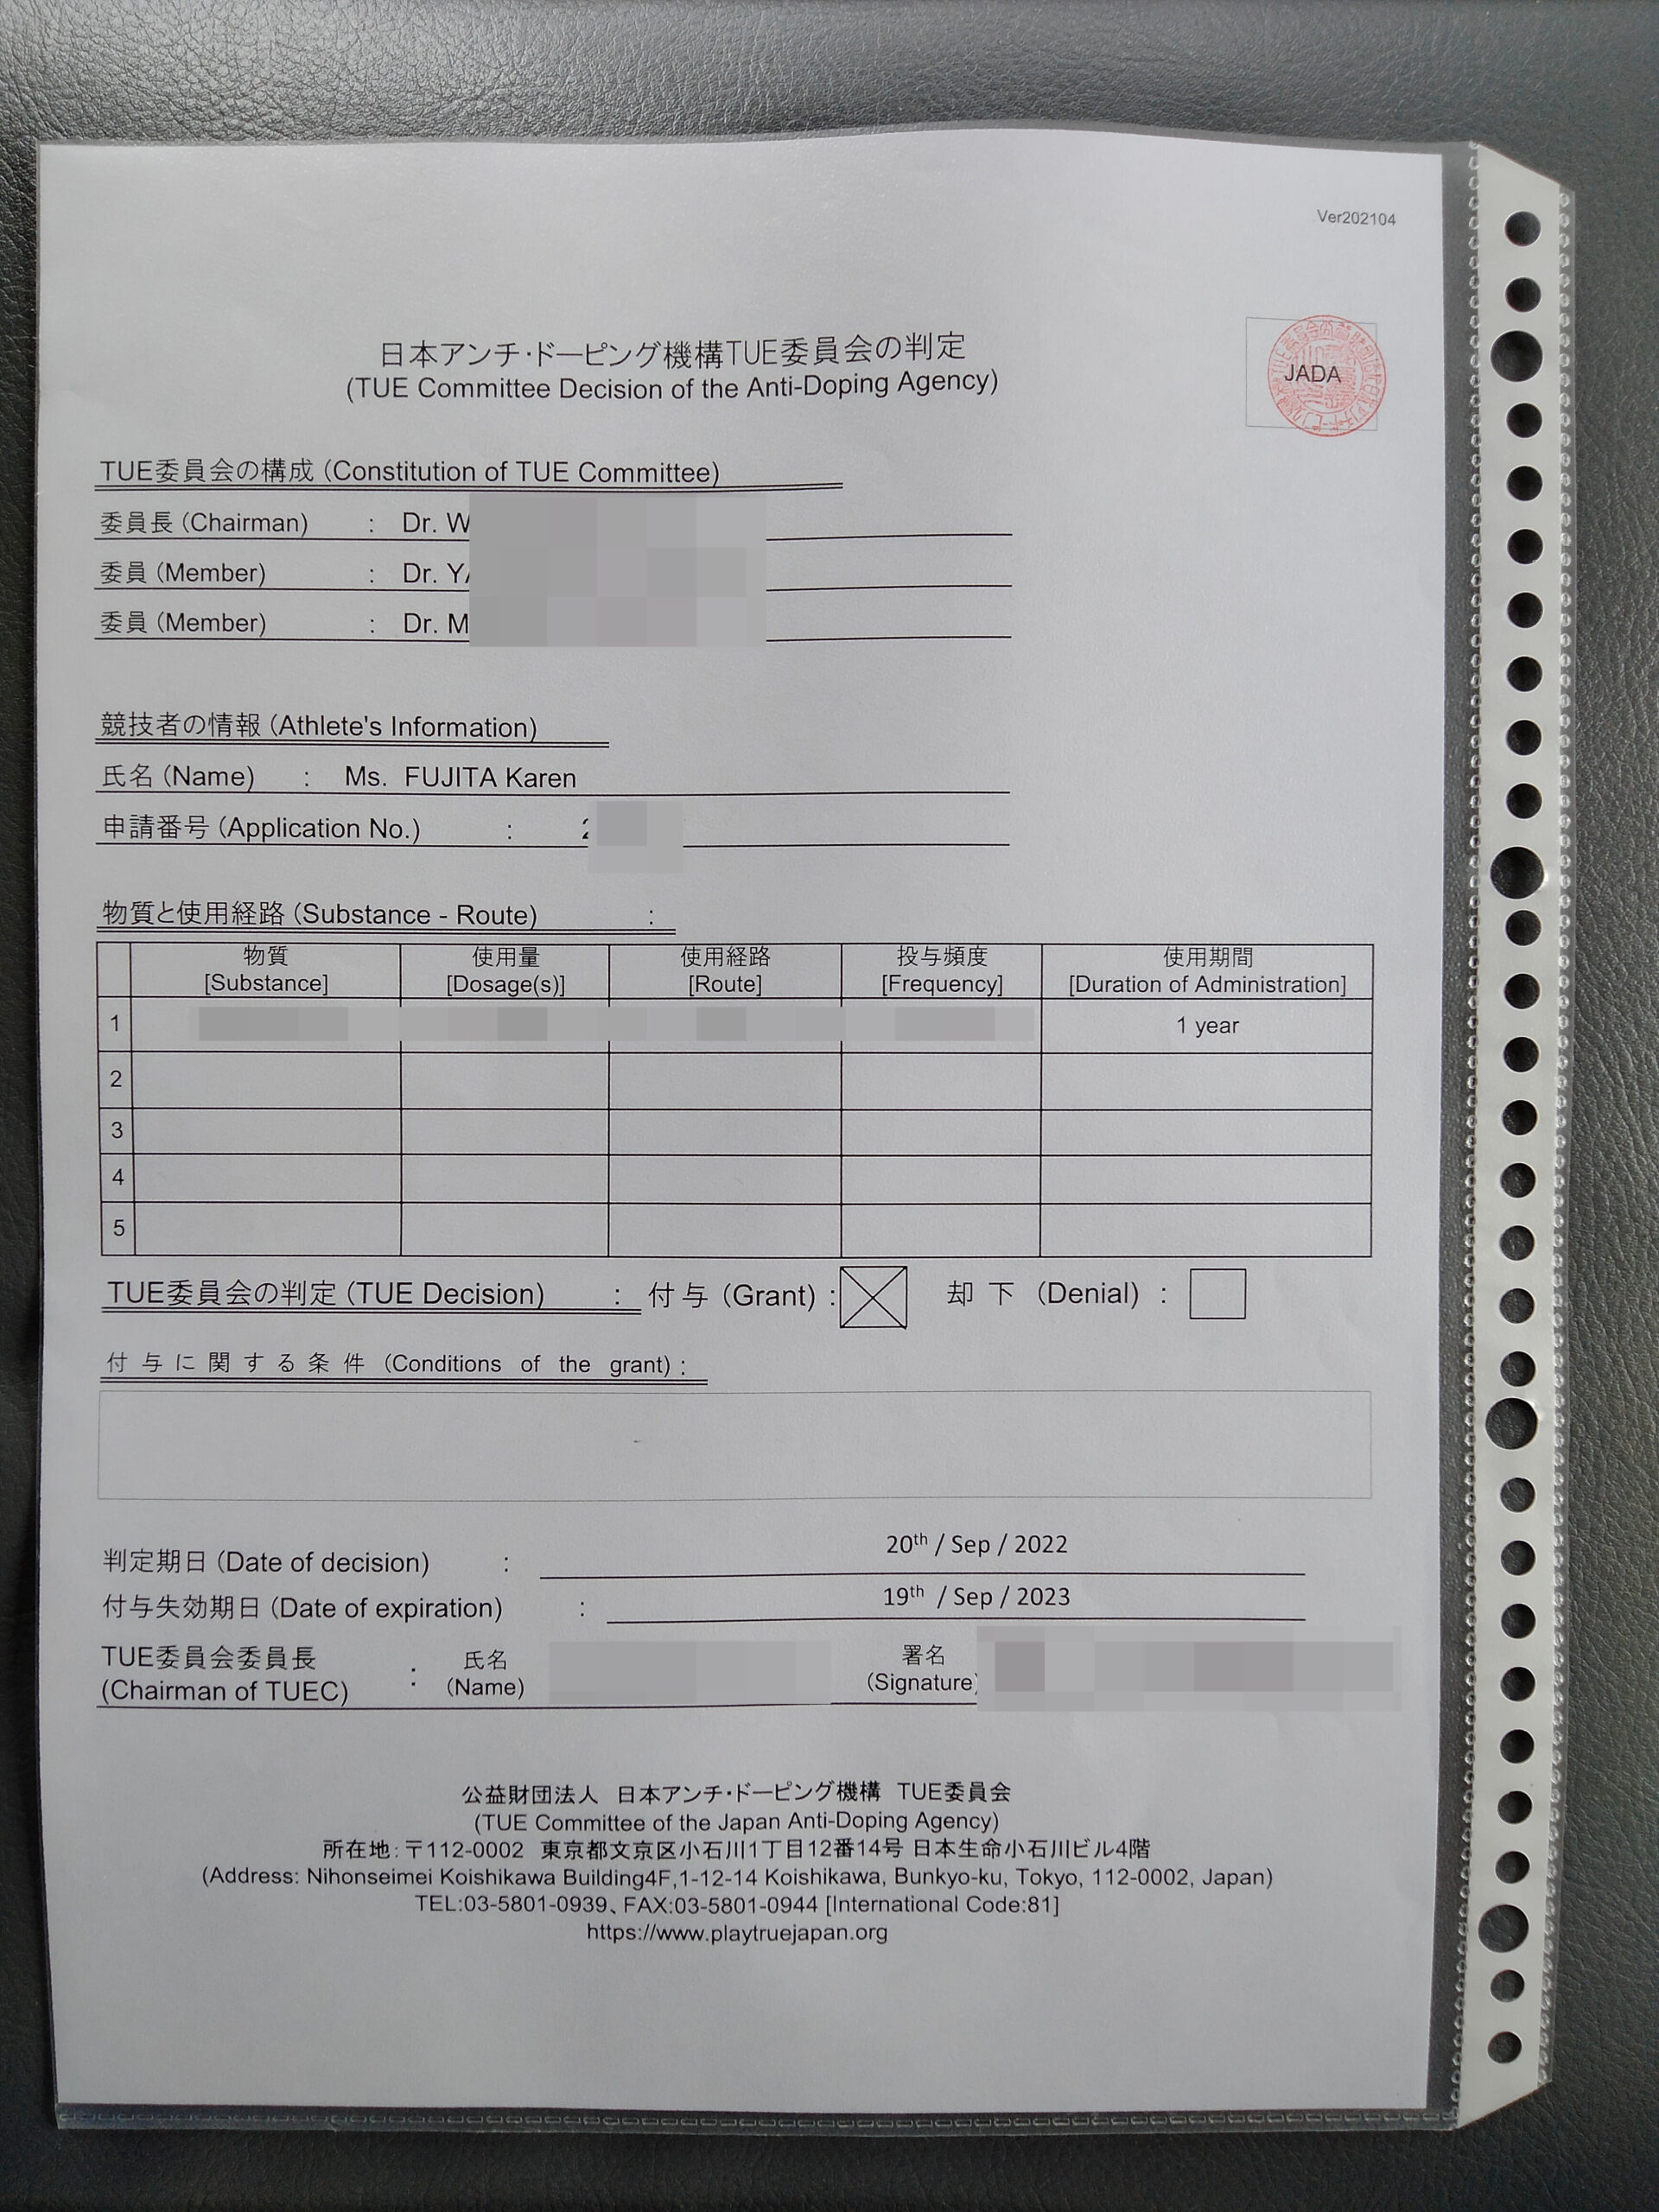 Ver202104
日本アンチ・ドーピング機構TUE委員会の判定
(TUE Committee Decision of the Anti-Doping Agency)
JADA
TUE委員会の構成 (Constitution of TUE Committee)
委員長 (Chairman) : Dr. W
委員 (Member) : Dr. YA
委員 (Member) : Dr. M
競技者の情報 (Athlete's Information)
氏名 (Name) : Ms. FUJITA Karen
申請番号 (Application No.) : 2
物質と使用経路 (Substance - Route) :
物質 使用量 使用経路 投与頻度 使用期間
[Substance] [Dosage(s)] [Route] [Frequency] [Duration of Administration]
1 1 year
2
3
4
5
TUE委員会の判定 (TUE Decision) : 付与 (Grant) : 却下 (Denial) :
付与に関する条件 (Conditions of the grant) :
-
判定期日 (Date of decision) : 20th / Sep / 2022
付与失効期日 (Date of expiration) : 19th / Sep / 2023
TUE委員会委員長 : 氏名 署名
(Chairman of TUEC) (Name) (Signature)
公益財団法人 日本アンチ・ドーピング機構 TUE委員会
(TUE Committee of the Japan Anti-Doping Agency)
所在地:〒112-0002 東京都文京区小石川1丁目12番14号 日本生命小石川ビル4階
(Address: Nihonseimei Koishikawa Building4F,1-12-14 Koishikawa, Bunkyo-ku, Tokyo, 112-0002, Japan)
TEL:03-5801-0939、FAX:03-5801-0944 [International Code:81]
https://www.playtruejapan.org